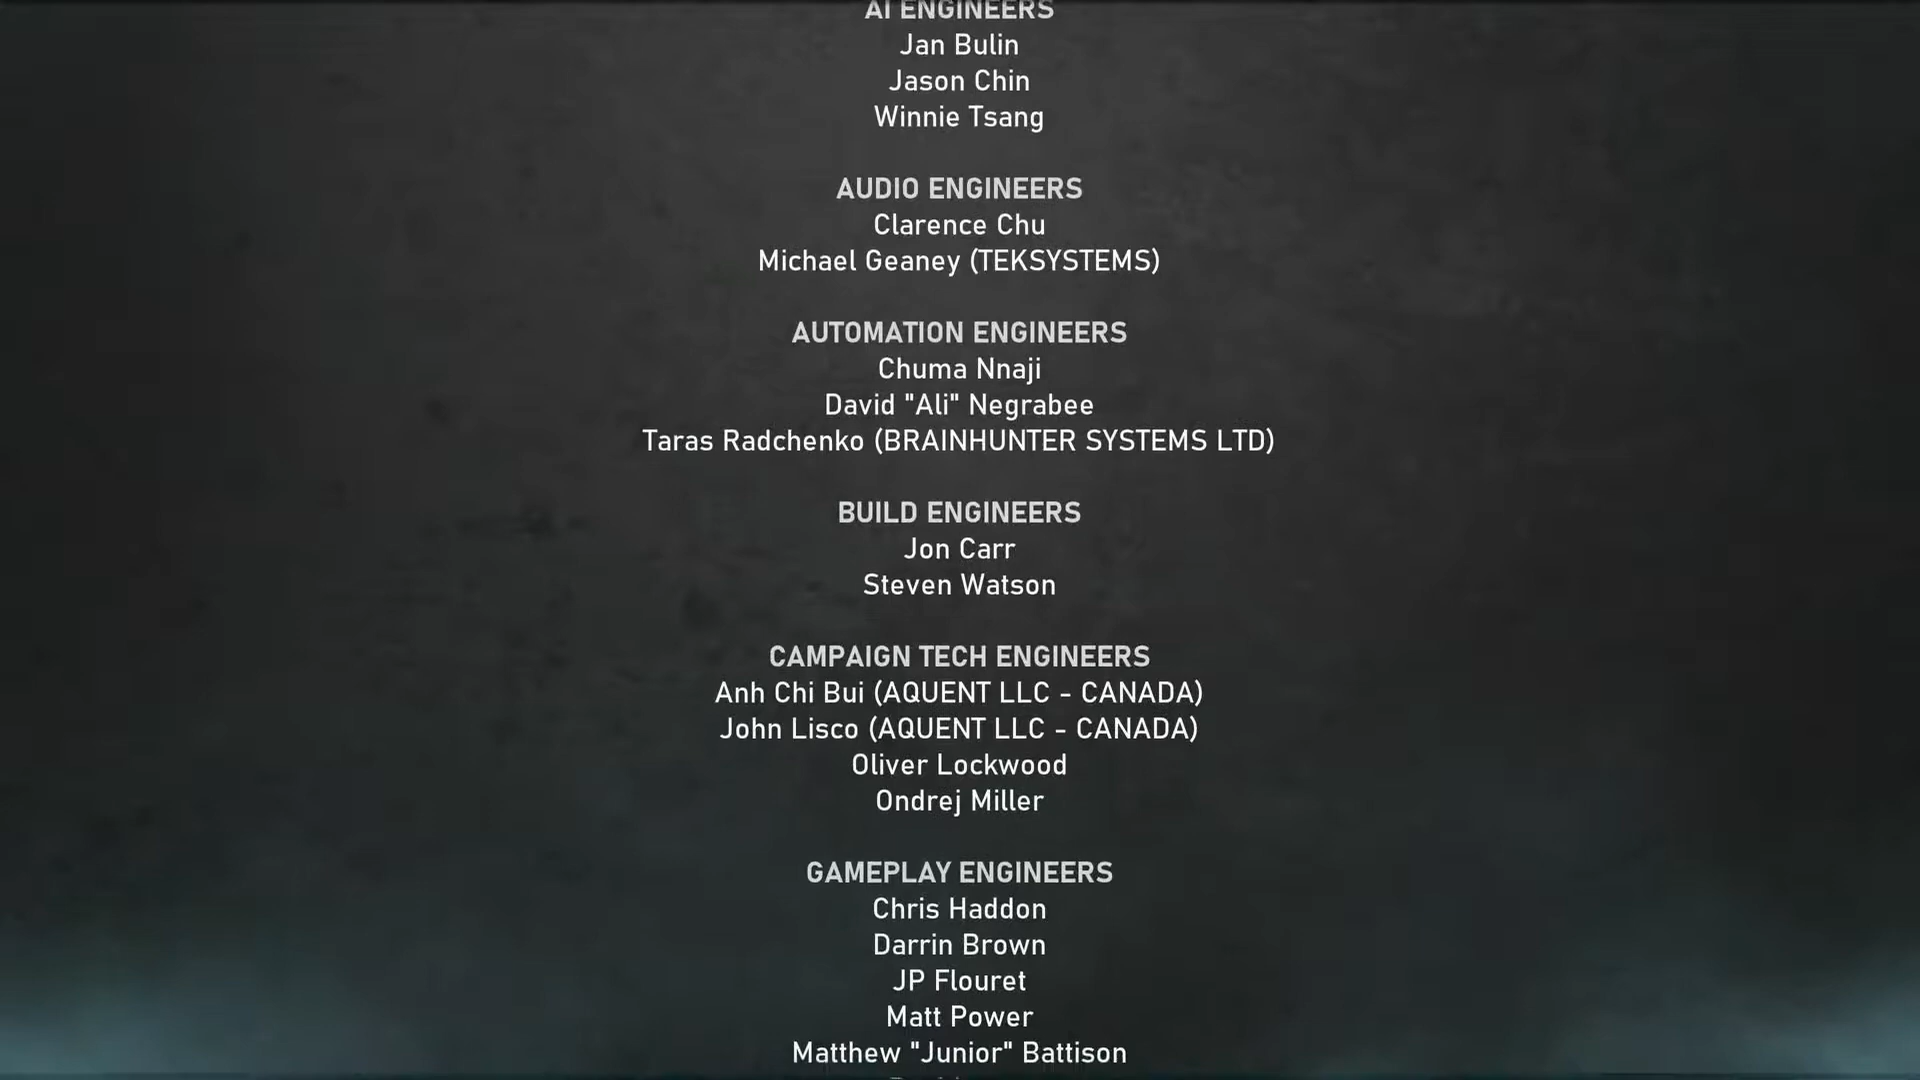 AI ENGINEERS
Jan Bulin
Jason Chin
Winnie Tsang
AUDIO ENGINEERS
Clarence Chu
Michael Geaney (TEKSYSTEMS)
AUTOMATION ENGINEERS
Chuma Nnaji
David "Ali" Negrabee
Taras Radchenko (BRAINHUNTER SYSTEMS LTD)
BUILD ENGINEERS
Jon Carr
Steven Watson
CAMPAIGN TECH ENGINEERS
Anh Chi Bui (AQUENT LLC - CANADA)
John Lisco (AQUENT LLC - CANADA)
Oliver Lockwood
Ondrej Miller
GAMEPLAY ENGINEERS
Chris Haddon
Darrin Brown
JP Flouret
Matt Power
Matthew "Junior" Battison